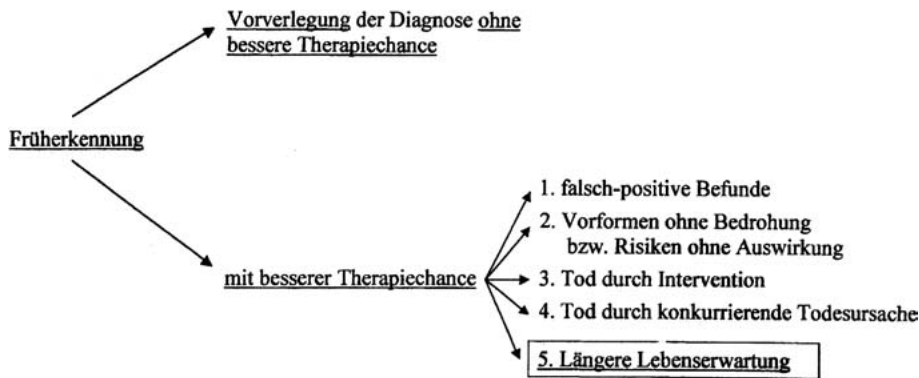 Vorverlegung der Diagnose ohne
bessere Therapiechance
Früherkennung
1. falsch-positive Befunde
2. Vorformen ohne Bedrohung
bzw. Risiken ohne Auswirkung
mit besserer Therapiechance
3. Tod durch Intervention
4. Tod durch konkurrierende Todesursache
5. Längere Lebenserwartung